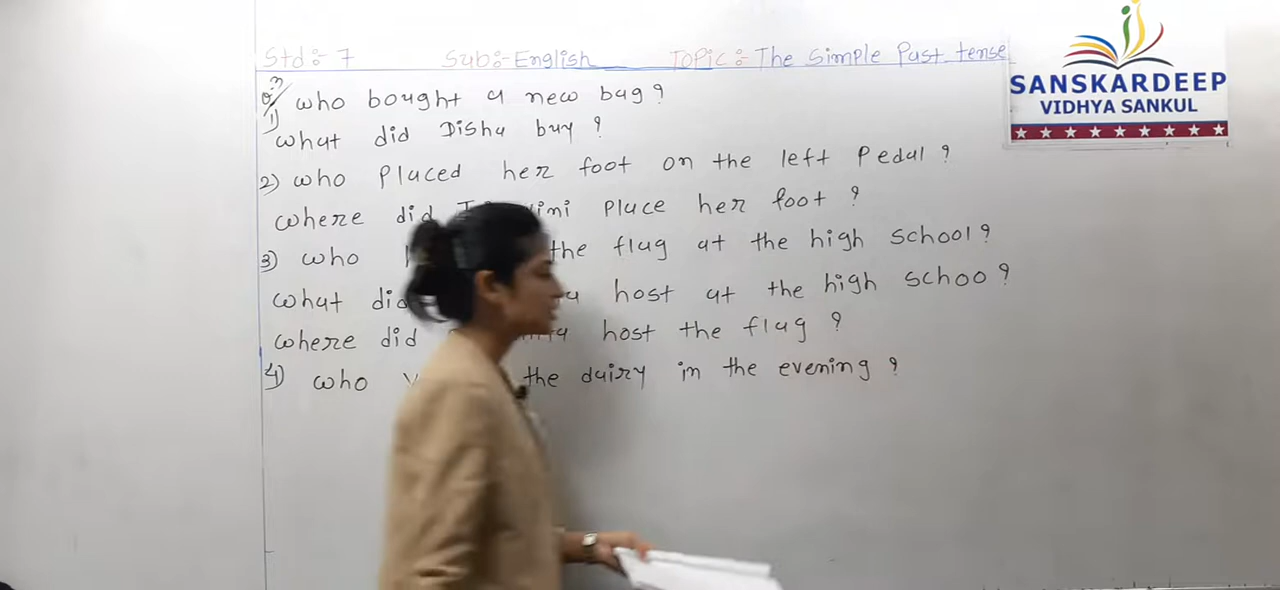 Std:- 7 Sub:- English Topic:- The Simple Past tense
SANSKARDEEP
VIDHYA SANKUL
Q.3
1) who bought a new bag?
what did Disha buy?
2) who placed her foot on the left pedal?
where did place her foot?
3) who the flag at the high school?
what did host at the high schoo?
where did host the flag?
4) who the dairy in the evening?